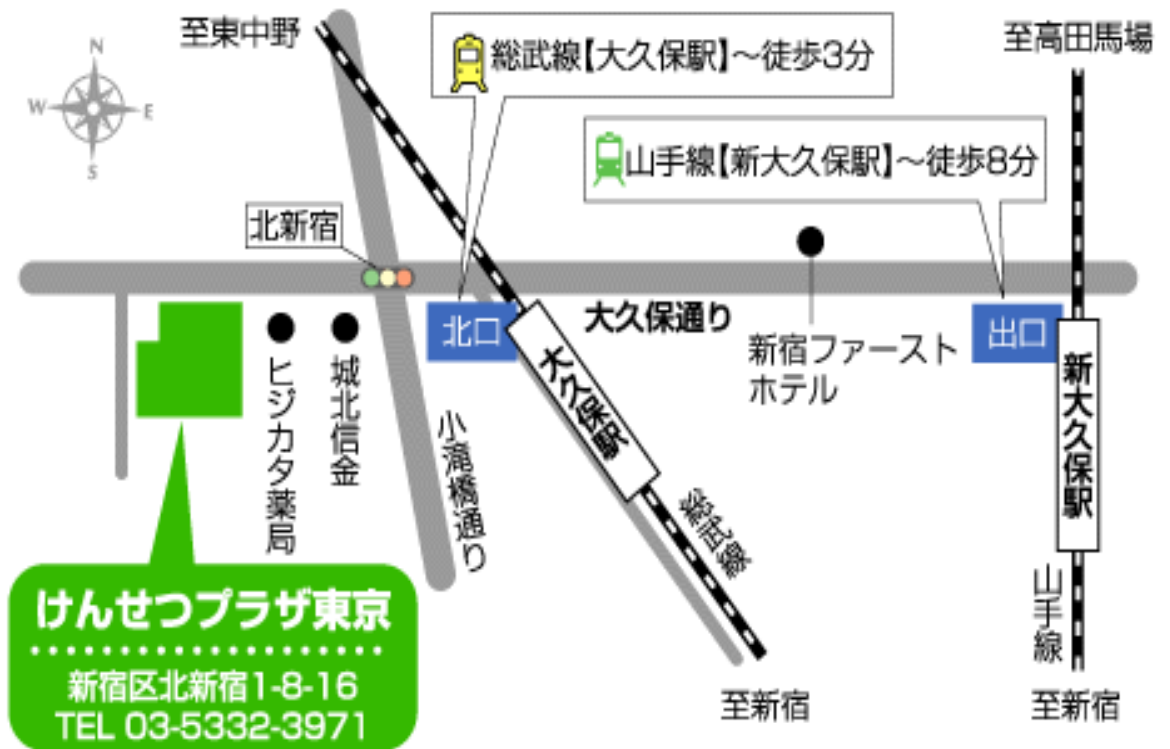 至東中野
総武線【大久保駅】～徒歩3分
至高田馬場
N
W
E
S
山手線【新大久保駅】～徒歩8分
北新宿
北口
大久保通り
出口
新宿ファースト
ホテル
大久保駅
新大久保駅
ヒジカタ薬局
城北信金
小滝橋通り
総武線
山手線
けんせつプラザ東京
新宿区北新宿1-8-16
TEL 03-5332-3971
至新宿
至新宿